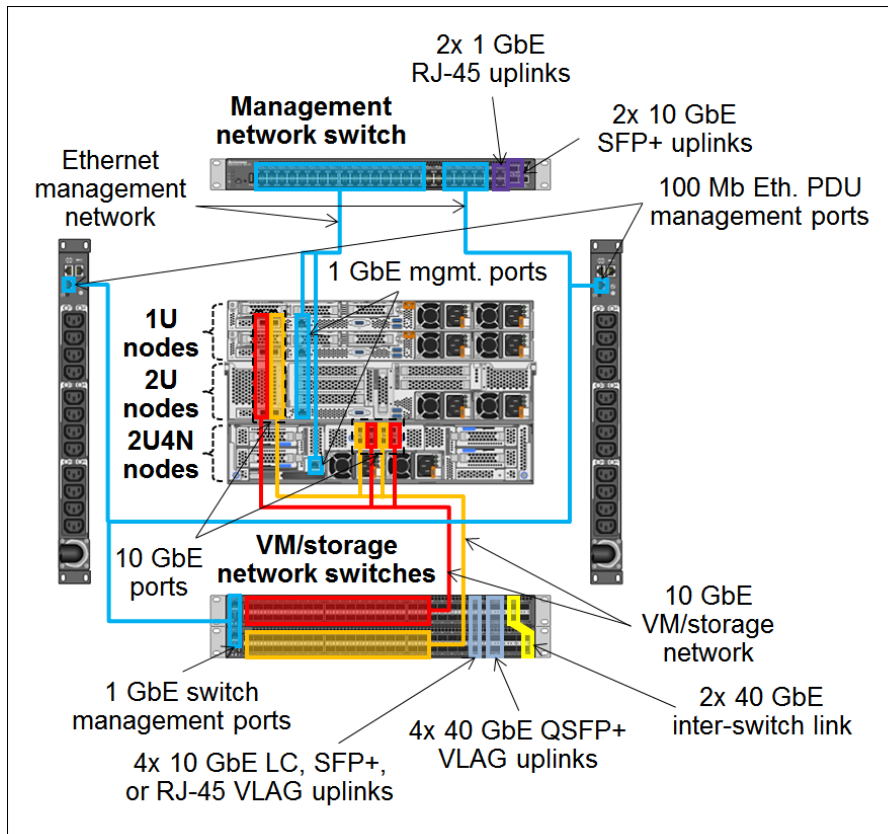 2x 1 GbE
RJ-45 uplinks
Management
network switch
2x 10 GbE
SFP+ uplinks
Ethernet
management
network
100 Mb Eth. PDU
management ports
1 GbE mgmt. ports
1U
nodes
2U
nodes
2U4N
nodes
10 GbE
ports
VM/storage
network switches
10 GbE
VM/storage
network
1 GbE switch
management ports
2x 40 GbE
inter-switch link
4x 40 GbE QSFP+
VLAG uplinks
4x 10 GbE LC, SFP+,
or RJ-45 VLAG uplinks